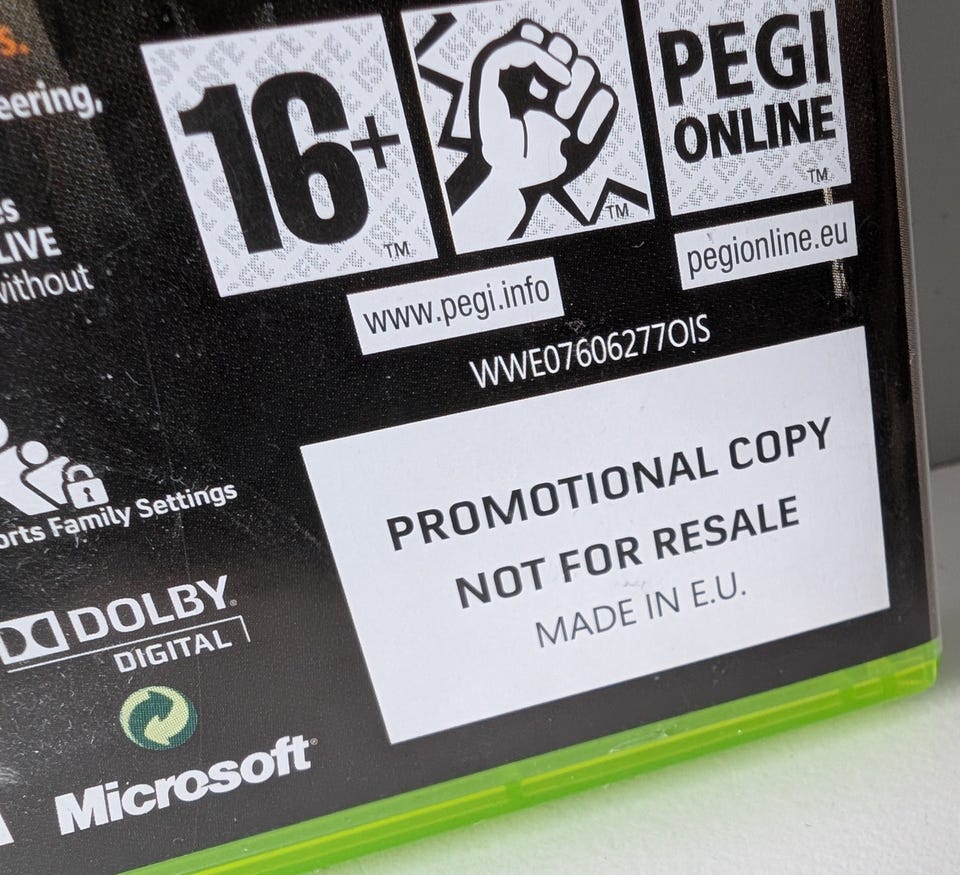 s.
eering,
es
LIVE
without
16+
TM
TM
PEGI
ONLINE
TM
www.pegi.info
pegionline.eu
WWE07606277OIS
orts Family Settings
PROMOTIONAL COPY
NOT FOR RESALE
MADE IN E.U.
DOLBY®
DIGITAL
Microsoft®